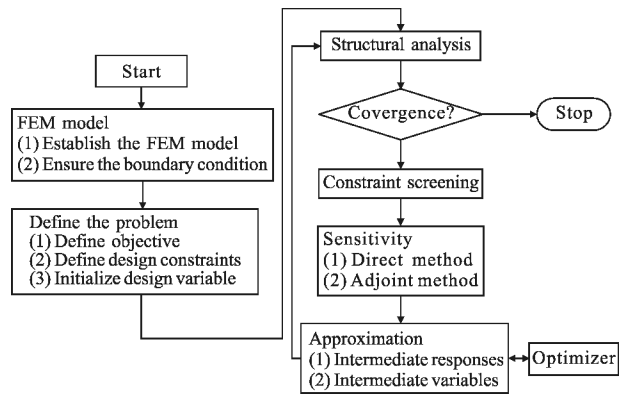 Start
FEM model
(1) Establish the FEM model
(2) Ensure the boundary condition
Define the problem
(1) Define objective
(2) Define design constraints
(3) Initialize design variable
Structural analysis
Covergence?
Stop
Constraint screening
Sensitivity
(1) Direct method
(2) Adjoint method
Approximation
(1) Intermediate responses
(2) Intermediate variables
Optimizer